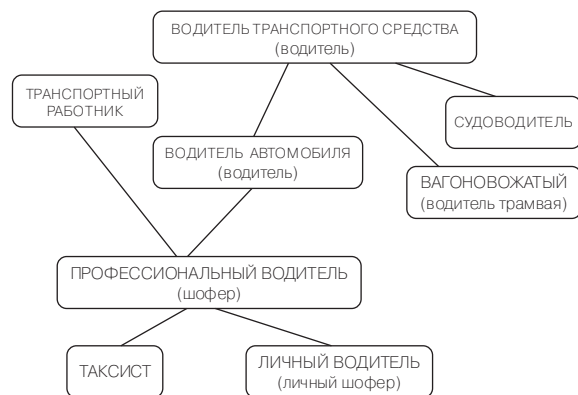 ВОДИТЕЛЬ ТРАНСПОРТНОГО СРЕДСТВА
(водитель)
ТРАНСПОРТНЫЙ
РАБОТНИК
СУДОВОДИТЕЛЬ
ВОДИТЕЛЬ АВТОМОБИЛЯ
(водитель)
ВАГОНОВОЖАТЫЙ
(водитель трамвая)
ПРОФЕССИОНАЛЬНЫЙ ВОДИТЕЛЬ
(шофер)
ТАКСИСТ
ЛИЧНЫЙ ВОДИТЕЛЬ
(личный шофер)